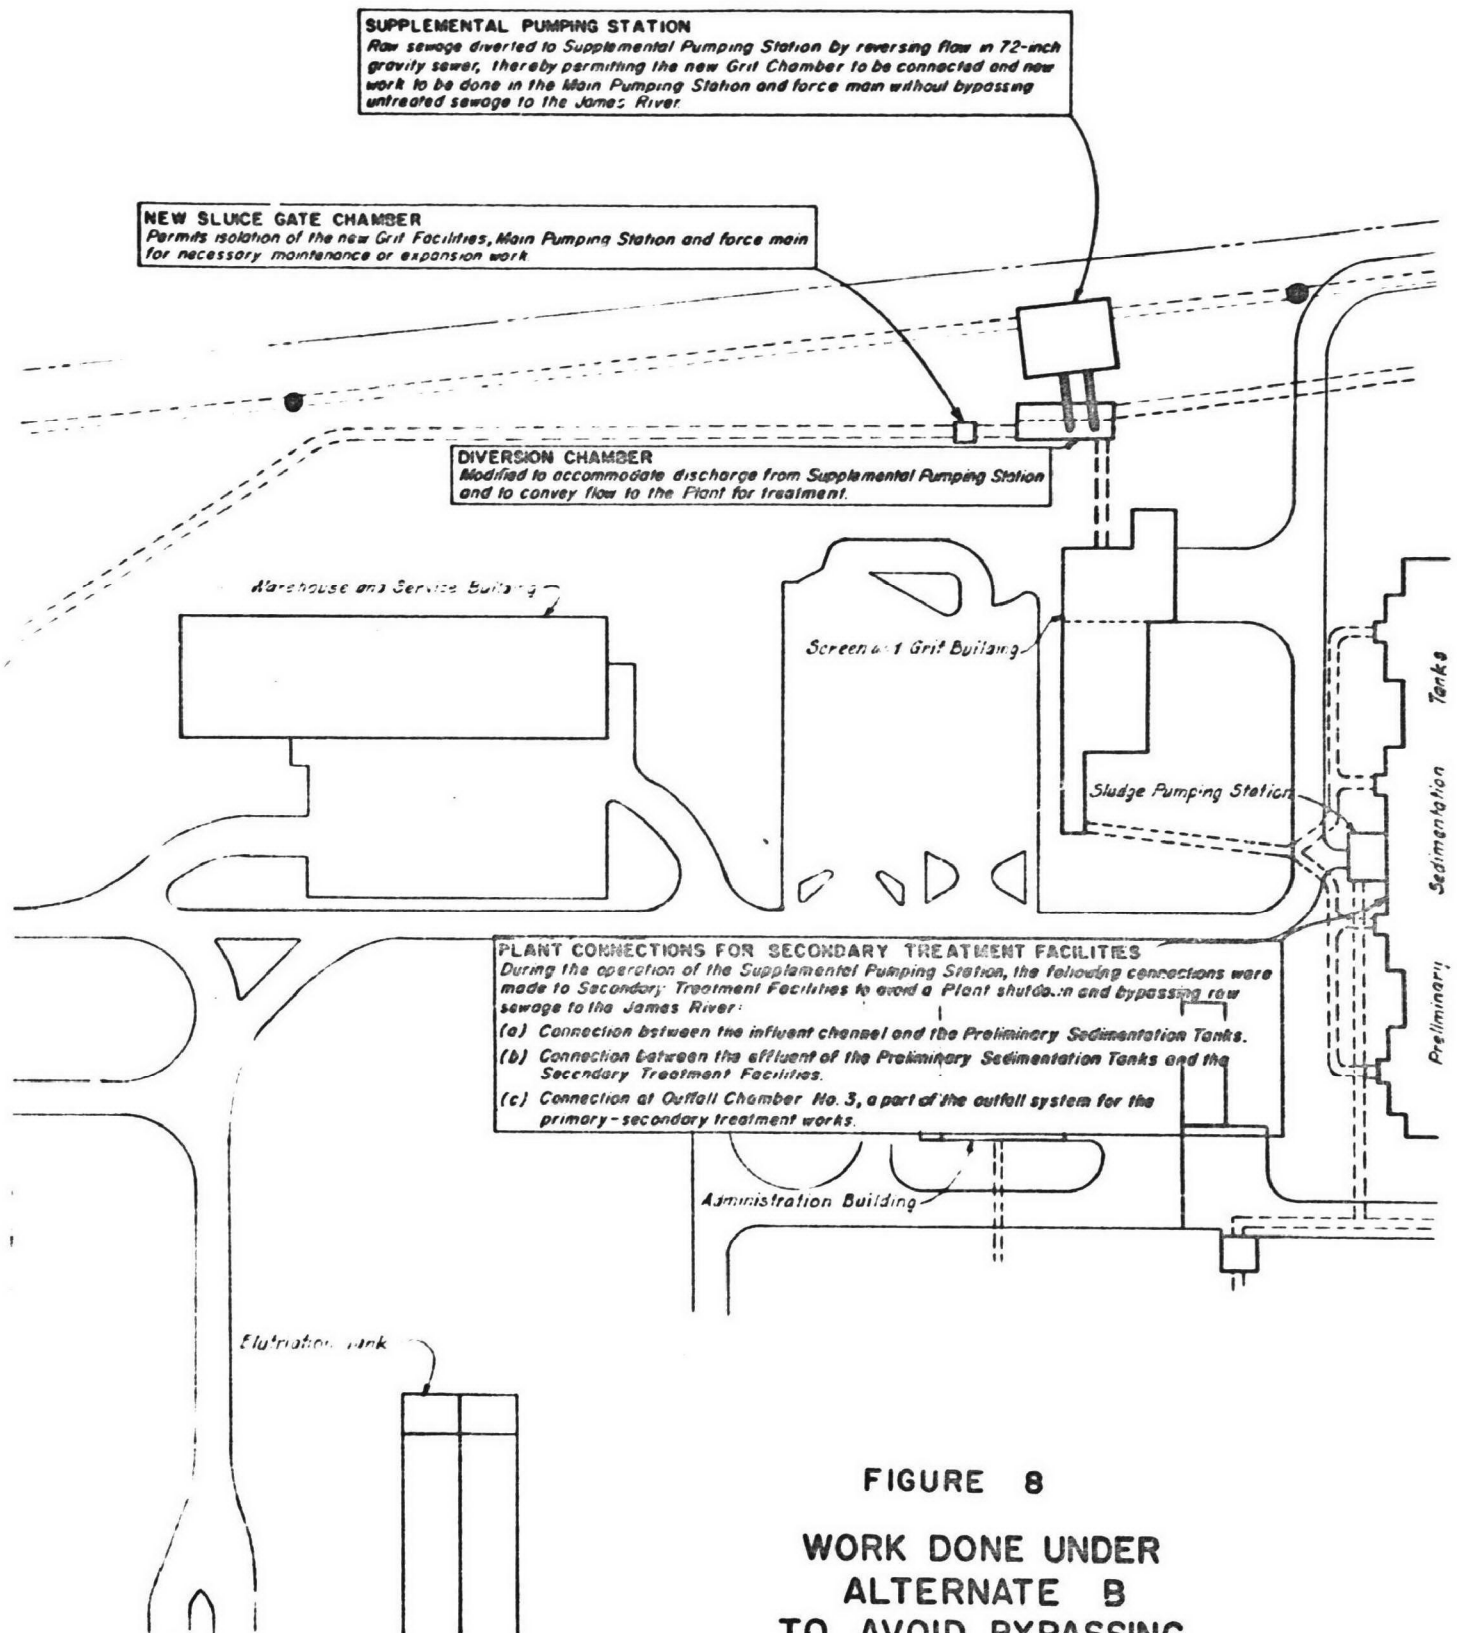 SUPPLEMENTAL PUMPING STATION
Raw sewage diverted to Supplemental Pumping Station by reversing flow in 72-inch
gravity sewer, thereby permitting the new Grit Chamber to be connected and new
work to be done in the Main Pumping Station and force main without bypassing
untreated sewage to the James River.
NEW SLUICE GATE CHAMBER
Permits isolation of the new Grit Facilities, Main Pumping Station and force main
for necessary maintenance or expansion work
DIVERSION CHAMBER
Modified to accommodate discharge from Supplemental Pumping Station
and to convey flow to the Plant for treatment.
Warehouse and Service Building
Screen and Grit Building
Sludge Pumping Station
Preliminary Sedimentation Tanks
PLANT CONNECTIONS FOR SECONDARY TREATMENT FACILITIES
During the operation of the Supplemental Pumping Station, the following connections were
made to Secondary Treatment Facilities to avoid a Plant shutdown and bypassing raw
sewage to the James River:
(a) Connection between the influent channel and the Preliminary Sedimentation Tanks.
(b) Connection between the effluent of the Preliminary Sedimentation Tanks and the
Secondary Treatment Facilities.
(c) Connection at Outfall Chamber No. 3, a part of the outfall system for the
primary-secondary treatment works.
Administration Building
Elutriation Tank
FIGURE 8
WORK DONE UNDER
ALTERNATE B
TO AVOID BYPASSING